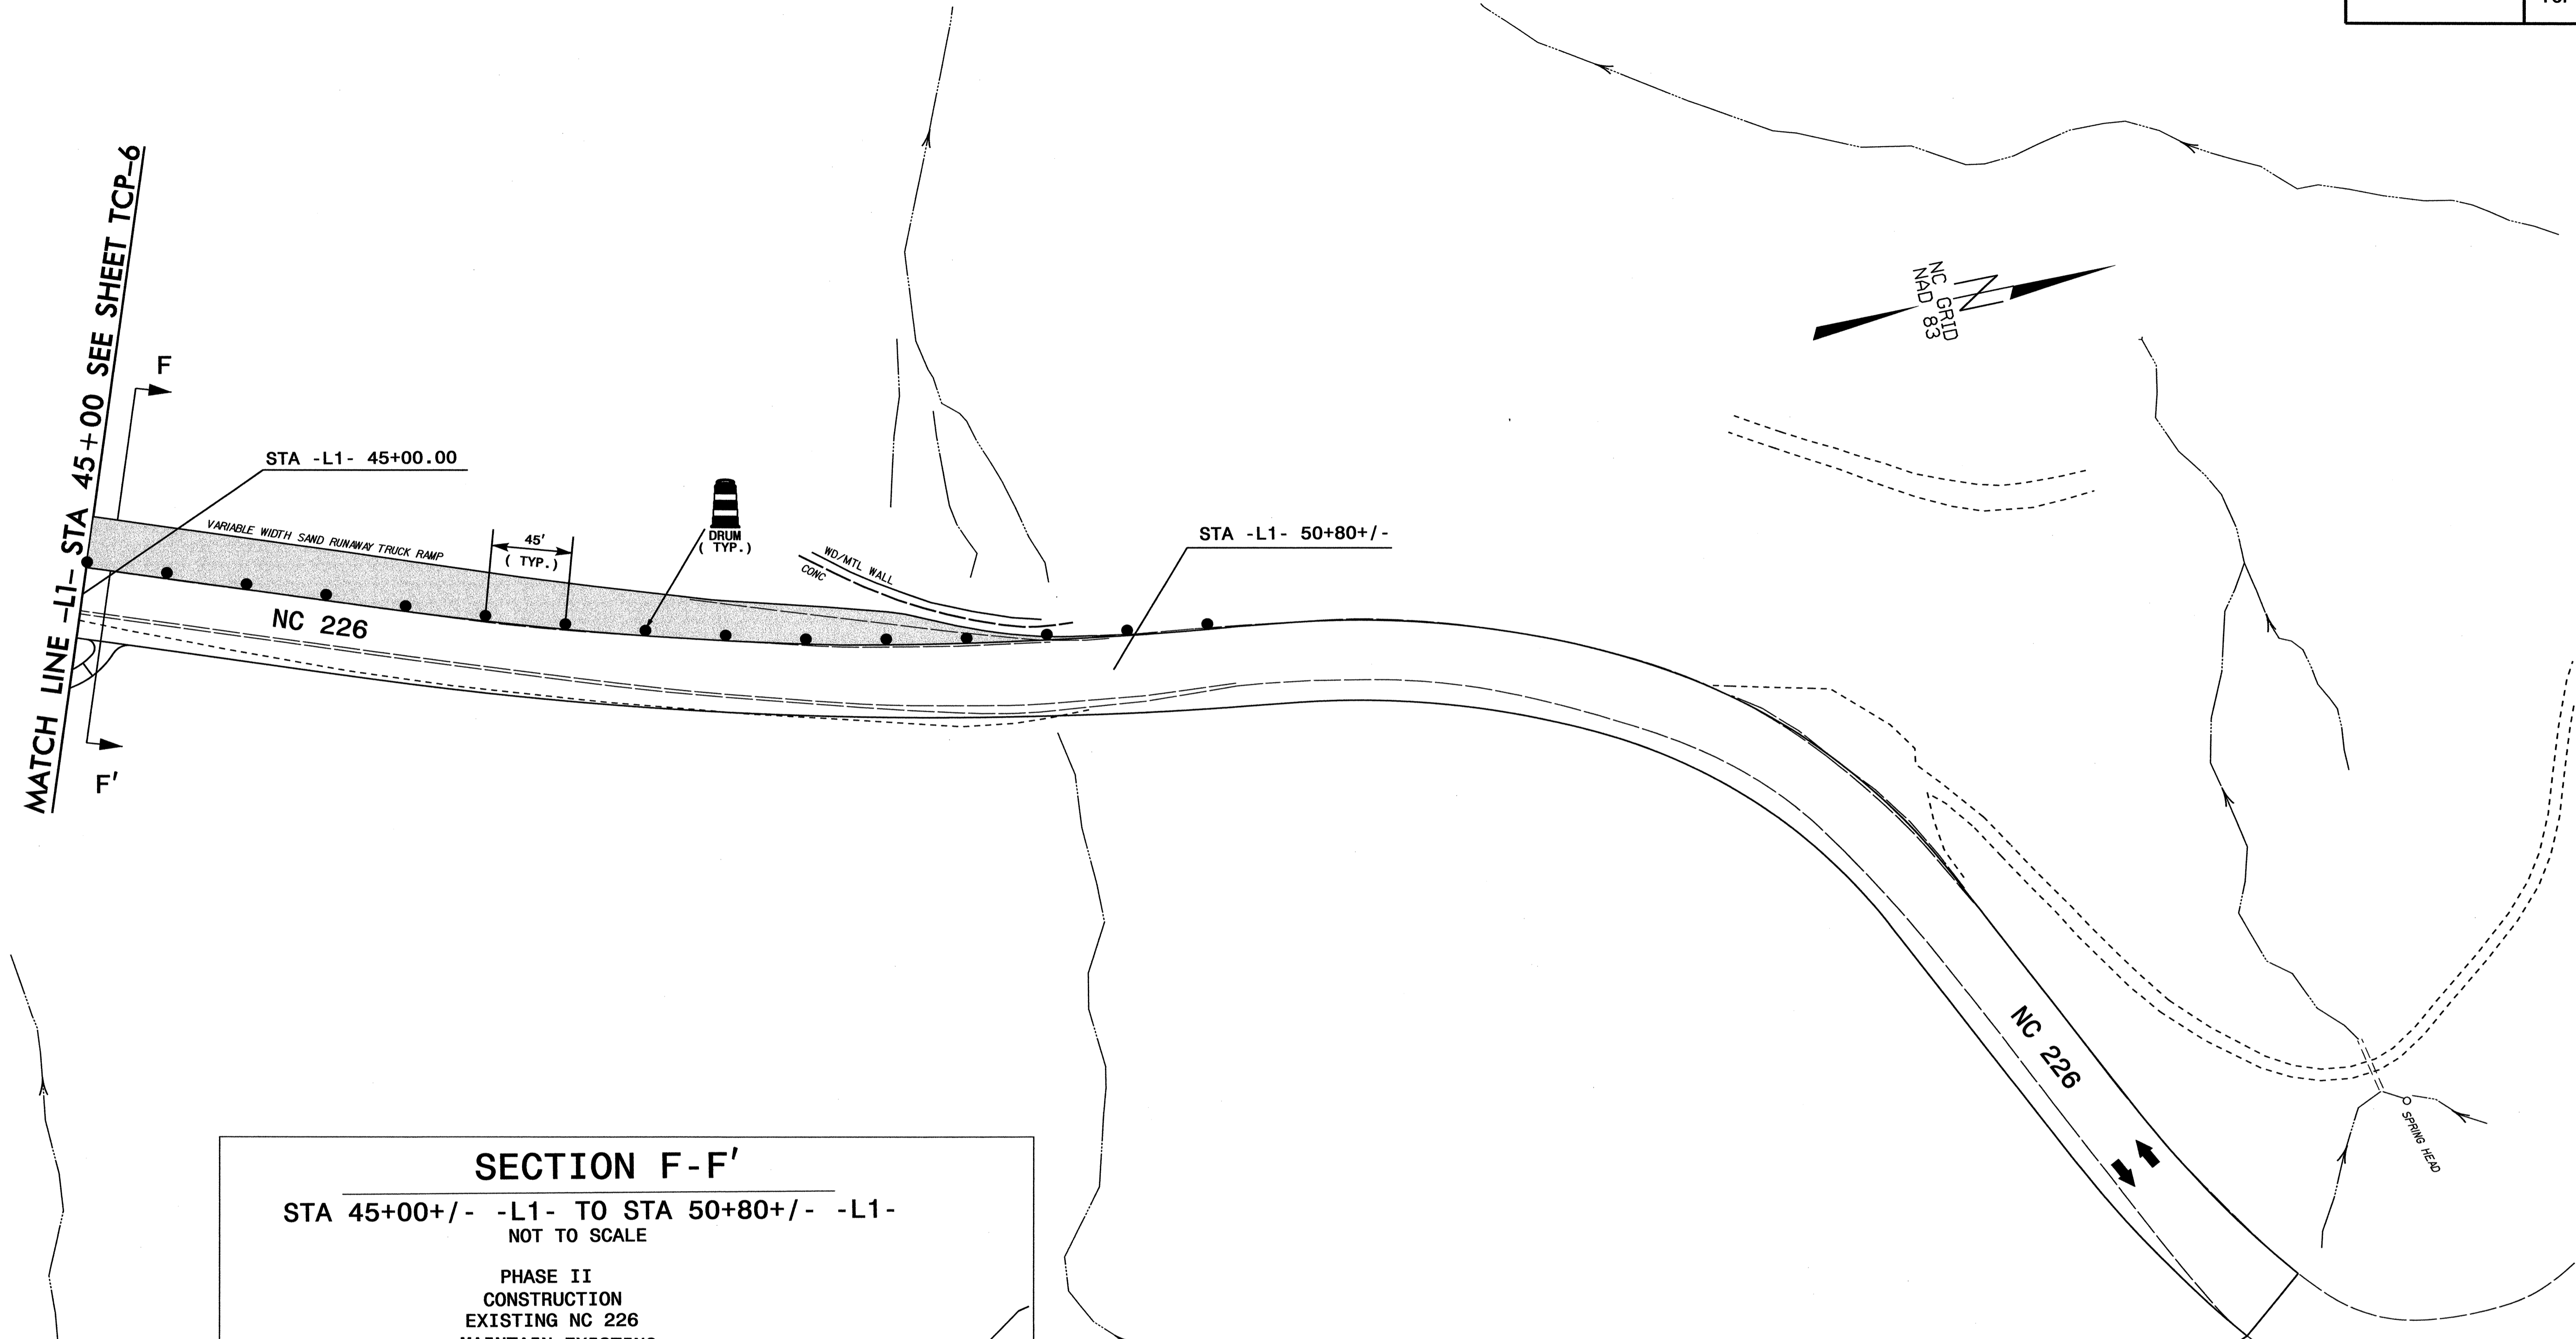 MATCH LINE -L1- STA 45+00 SEE SHEET TCP-6
F
STA -L1- 45+00.00
VARIABLE WIDTH SAND RUNAWAY TRUCK RAMP
45'
( TYP.)
DRUM
( TYP.)
WD/MTL WALL
CONC
STA -L1- 50+80+/-
NC GRID
NAD 83
NC 226
F'
NC 226
SPRING HEAD
SECTION F-F'
STA 45+00+/- -L1- TO STA 50+80+/- -L1-
NOT TO SCALE
PHASE II
CONSTRUCTION
EXISTING NC 226